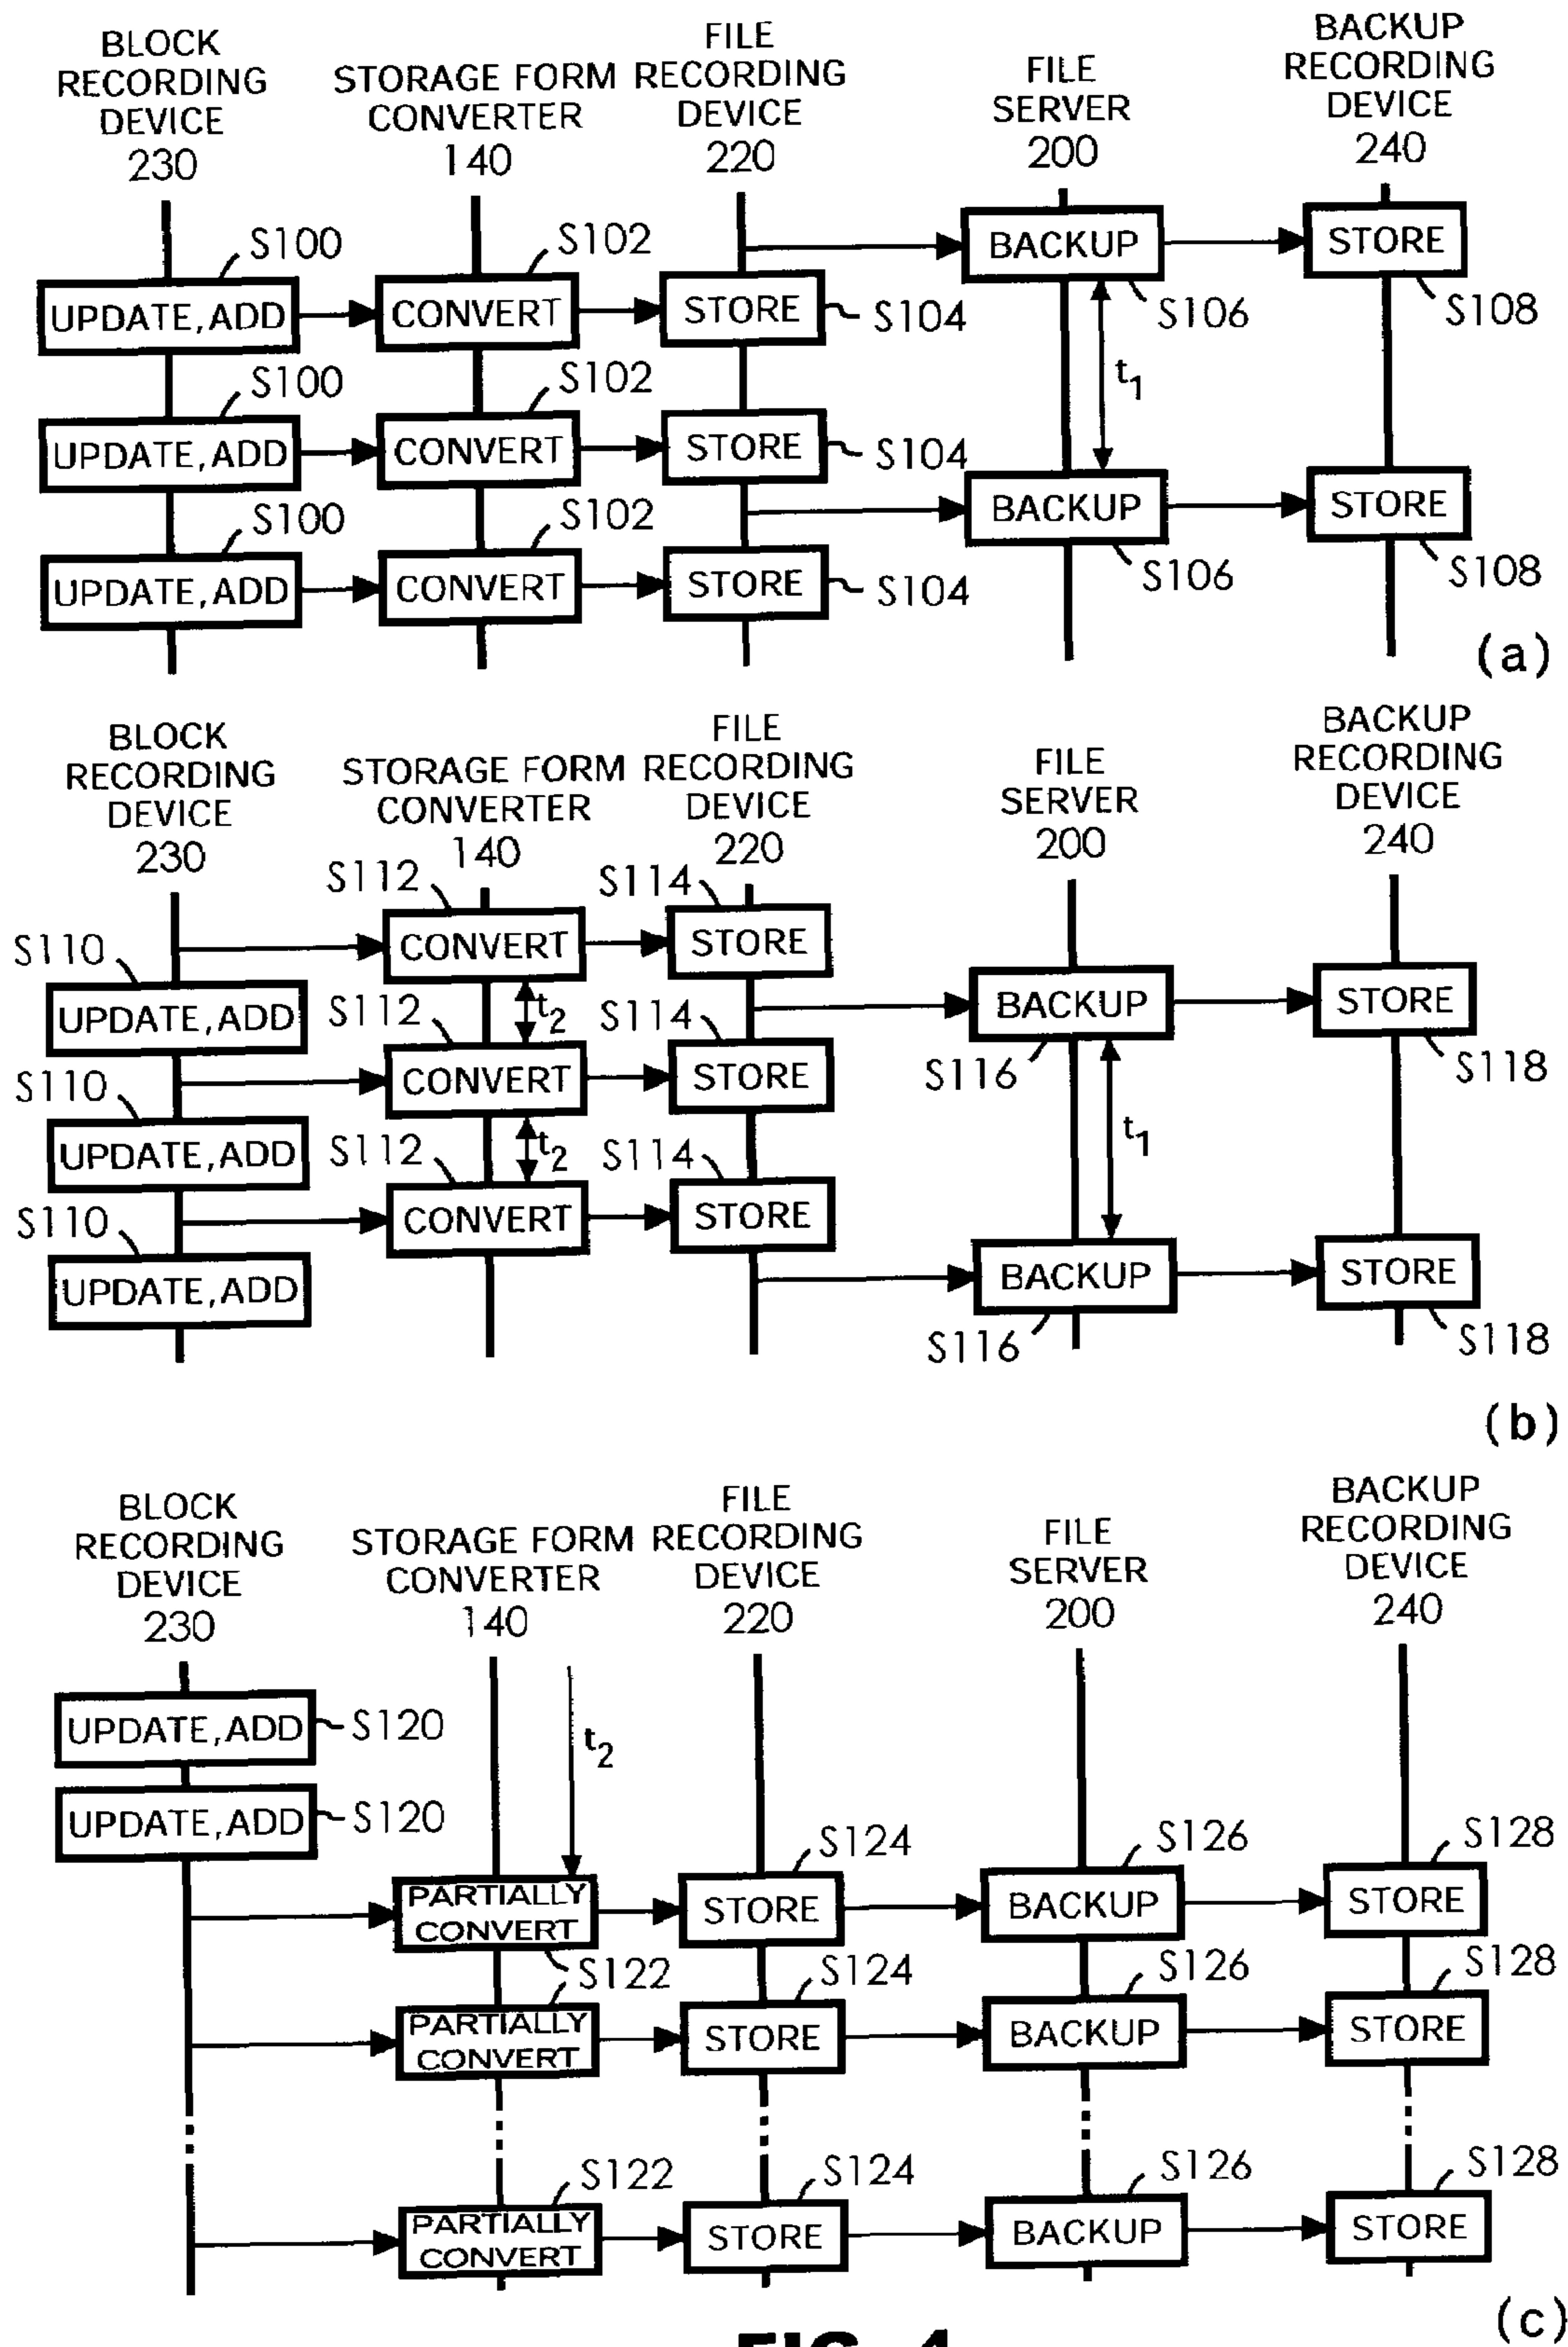 BLOCK
RECORDING
DEVICE
230
STORAGE FORM
CONVERTER
140
FILE
RECORDING
DEVICE
220
FILE
SERVER
200
BACKUP
RECORDING
DEVICE
240
S100
S102
UPDATE, ADD
CONVERT
STORE
S104
BACKUP
S106
STORE
S108
t1
S100
S102
UPDATE, ADD
CONVERT
STORE
S104
S100
S102
UPDATE, ADD
CONVERT
STORE
S104
BACKUP
S106
STORE
S108
(a)
BLOCK
RECORDING
DEVICE
230
STORAGE FORM
CONVERTER
140
FILE
RECORDING
DEVICE
220
FILE
SERVER
200
BACKUP
RECORDING
DEVICE
240
S112
S114
CONVERT
STORE
S110
UPDATE, ADD
t2
BACKUP
S116
STORE
S118
S112
S114
CONVERT
STORE
t1
S110
UPDATE, ADD
t2
S112
S114
CONVERT
STORE
S110
UPDATE, ADD
BACKUP
S116
STORE
S118
(b)
BLOCK
RECORDING
DEVICE
230
STORAGE FORM
CONVERTER
140
FILE
RECORDING
DEVICE
220
FILE
SERVER
200
BACKUP
RECORDING
DEVICE
240
UPDATE, ADD
S120
t2
UPDATE, ADD
S120
PARTIALLY
CONVERT
S122
STORE
S124
BACKUP
S126
STORE
S128
PARTIALLY
CONVERT
STORE
S124
BACKUP
S126
STORE
S128
PARTIALLY
CONVERT
S122
STORE
S124
BACKUP
S126
STORE
S128
(c)